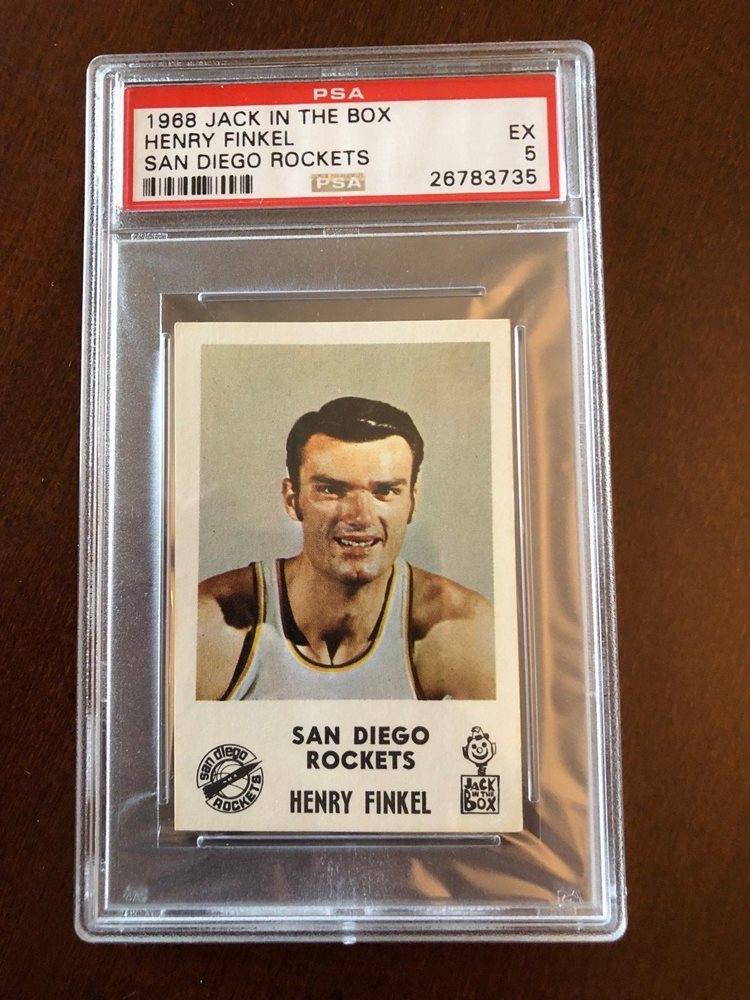 PSA
1968 JACK IN THE BOX
HENRY FINKEL
EX
SAN DIEGO ROCKETS
5
PSA
26783735
SAN DIEGO
ROCKETS
HENRY FINKEL
san diego
ROCKETS
JACK
IN THE
BOX